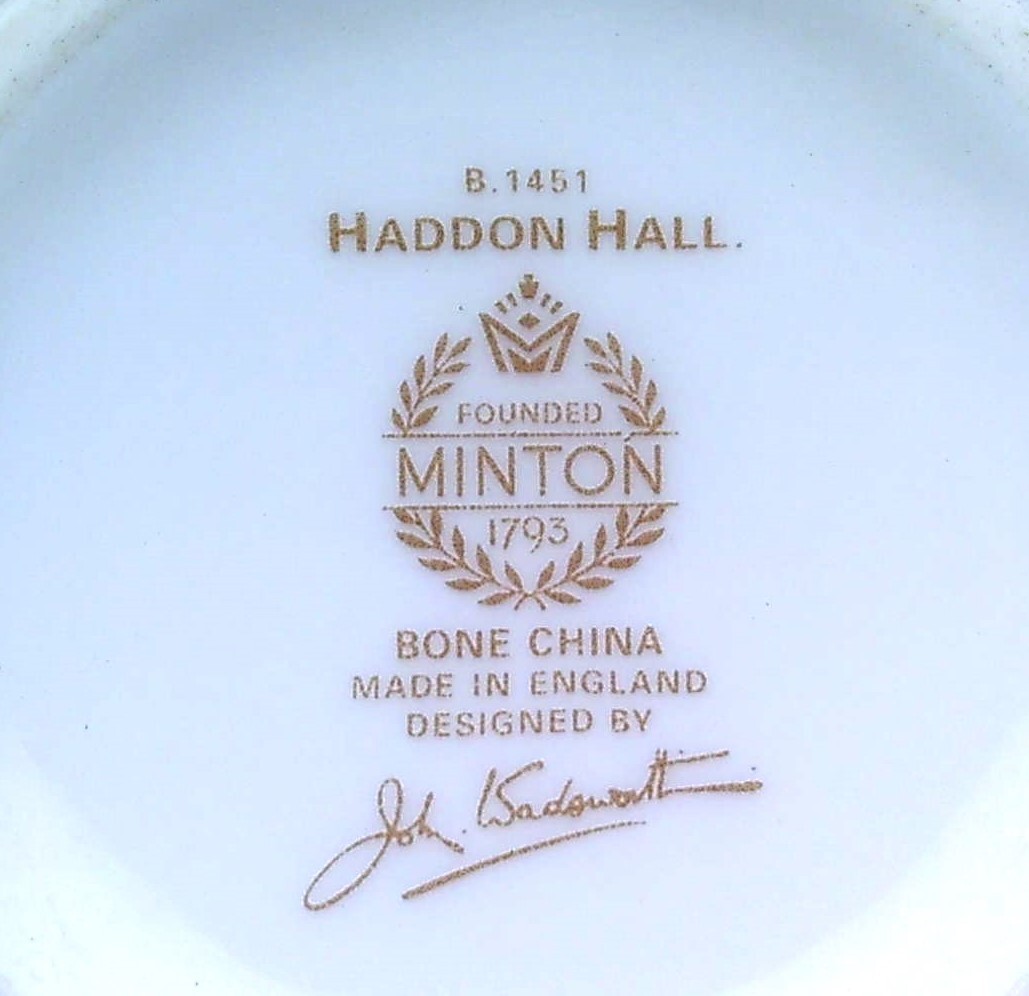 B.1451
HADDON HALL.
FOUNDED
MINTON
1793
BONE CHINA
MADE IN ENGLAND
DESIGNED BY
John Wadsworth